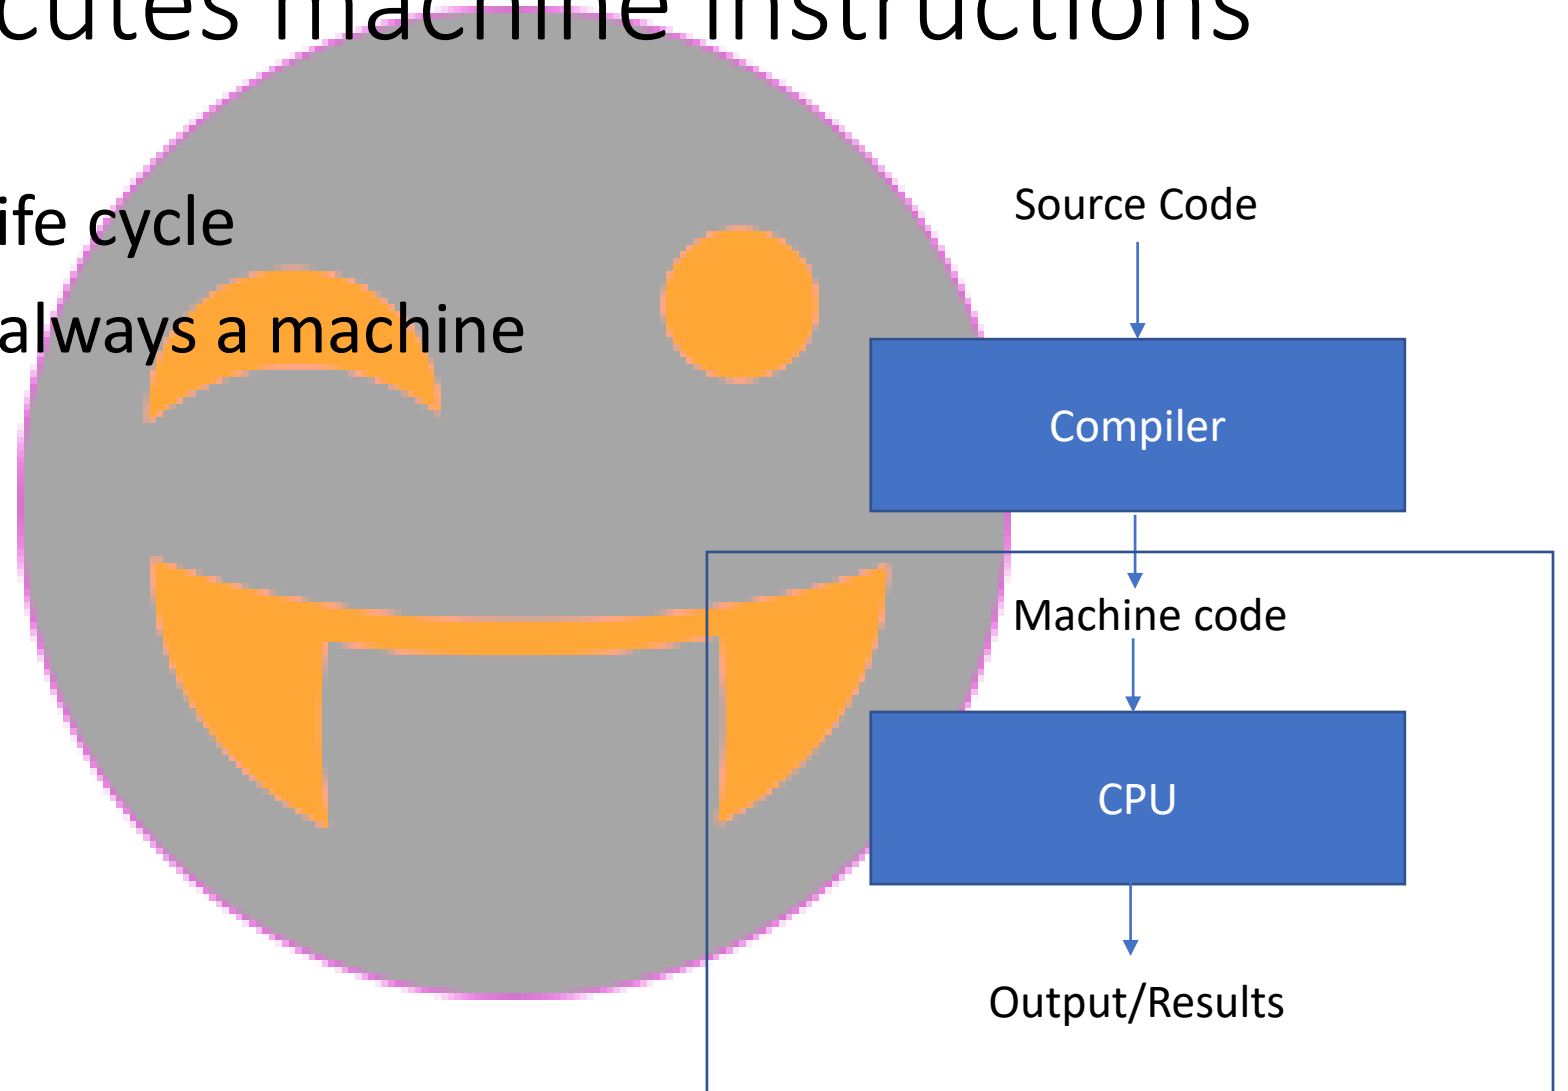 cutes machine instructions
ife cycle
always a machine
Source Code
Compiler
Machine code
CPU
Output/Results